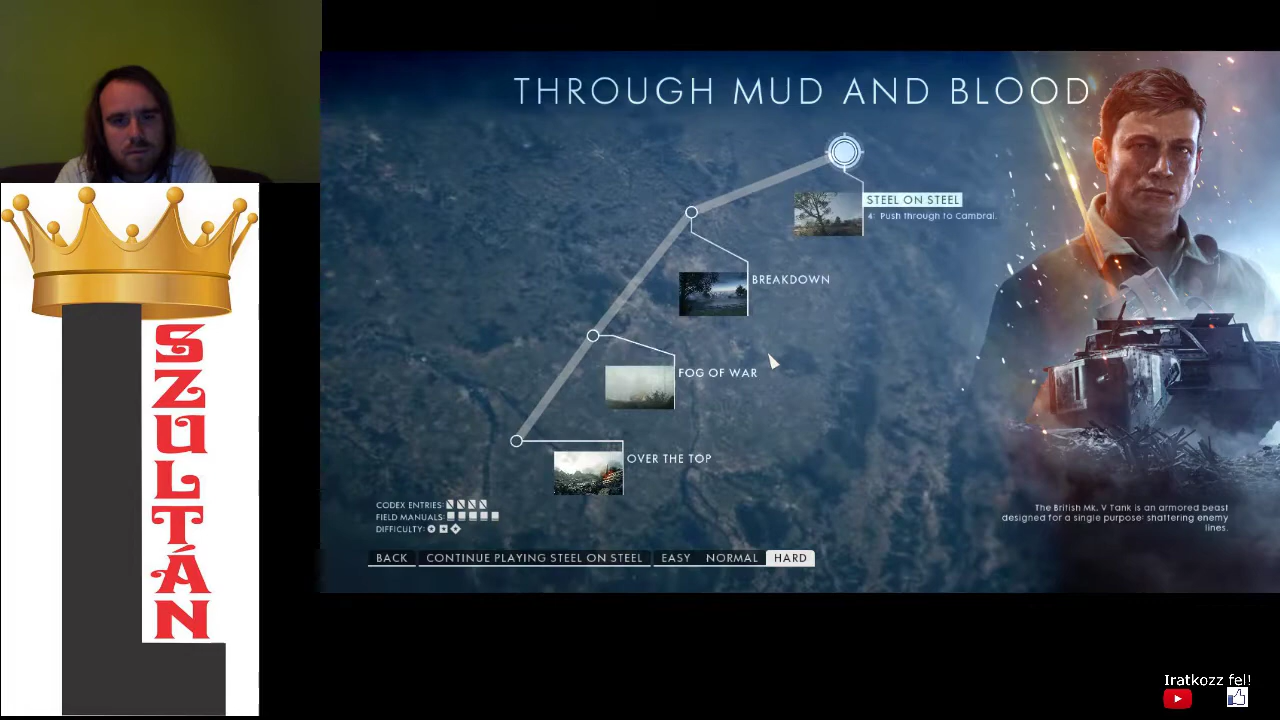 THROUGH MUD AND BLOOD
STEEL ON STEEL
4: Push through to Cambrai.
BREAKDOWN
FOG OF WAR
OVER THE TOP
CODEX ENTRIES:
FIELD MANUALS:
DIFFICULTY:
The British Mk. V Tank is an armored beast
designed for a single purpose: shattering enemy
lines.
BACK CONTINUE PLAYING STEEL ON STEEL EASY NORMAL HARD
L
SZULTÁN
Iratkozz fel!